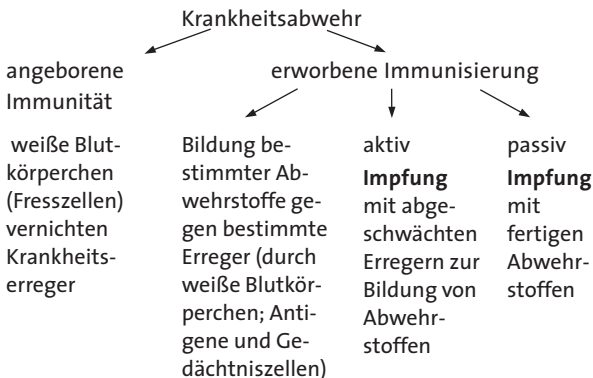 Krankheitsabwehr
angeborene
Immunität
erworbene Immunisierung
weiße Blut-
körperchen
(Fresszellen)
vernichten
Krankheits-
erreger
Bildung be-
stimmter Ab-
wehrstoffe ge-
gen bestimmte
Erreger (durch
weiße Blutkör-
perchen; Anti-
gene und Ge-
dächtniszellen)
aktiv
Impfung
mit abge-
schwächten
Erregern zur
Bildung von
Abwehr-
stoffen
passiv
Impfung
mit
fertigen
Abwehr-
stoffen